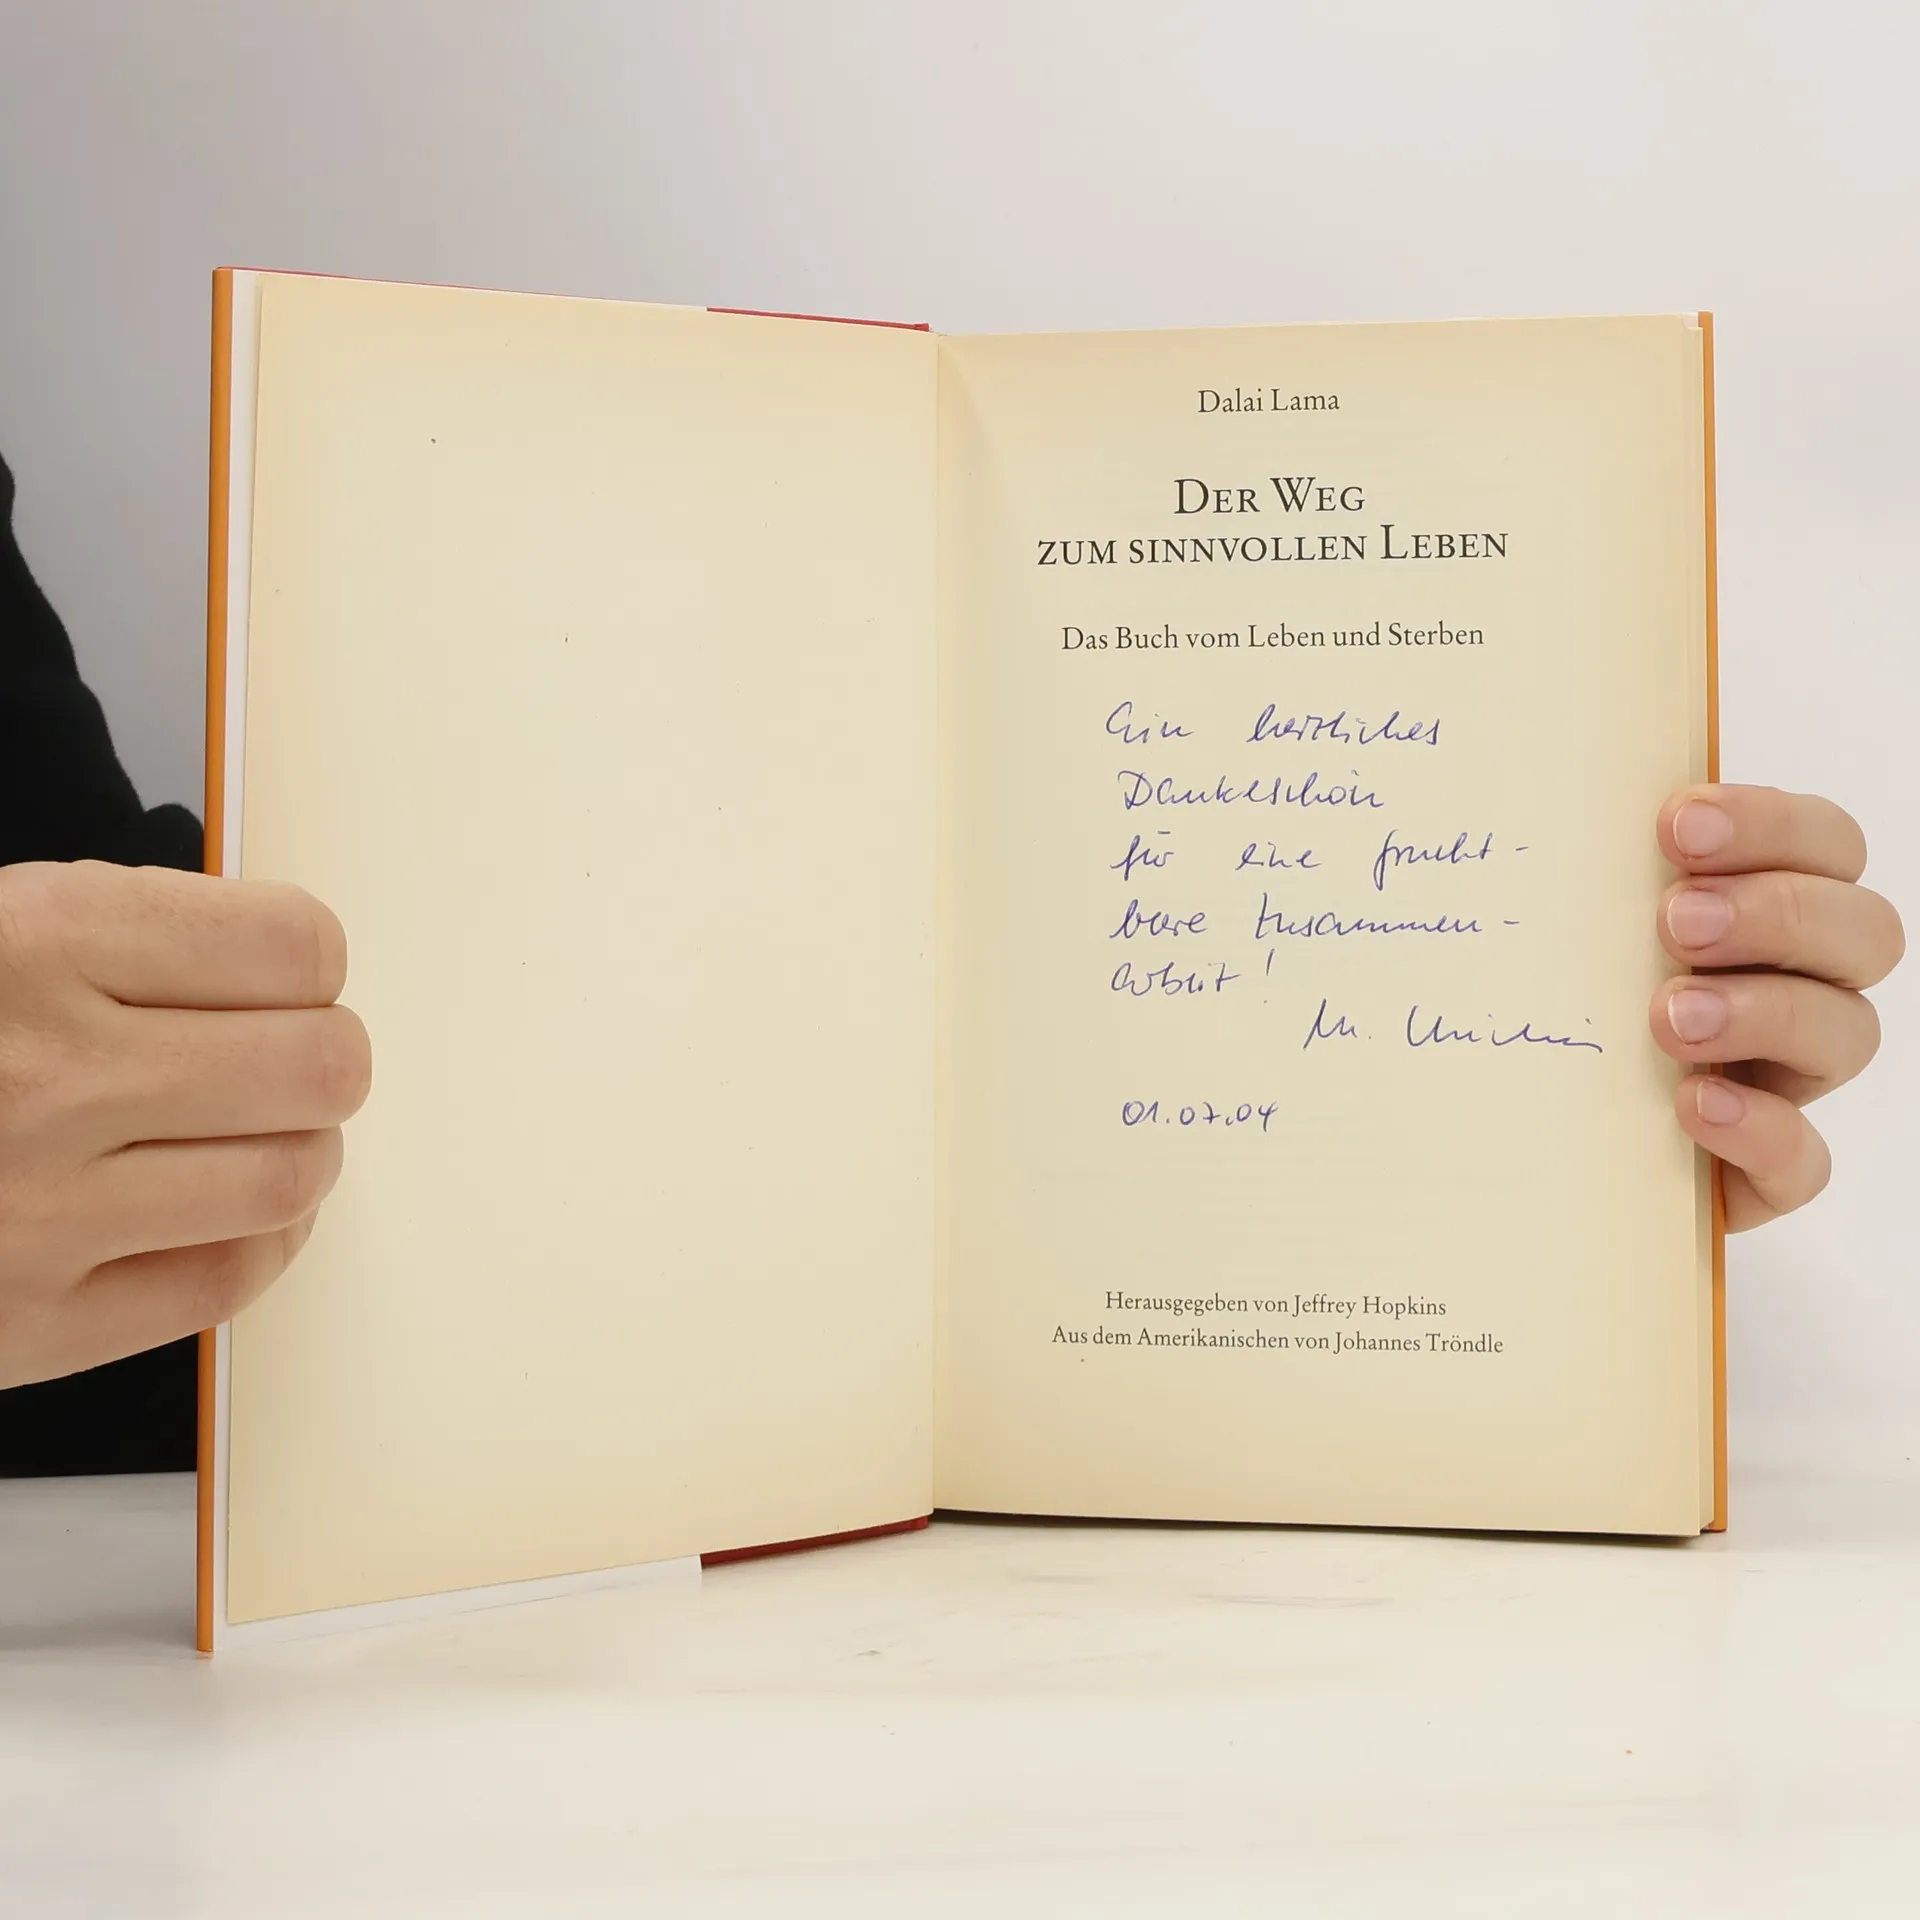 Dalai Lama
DER WEG
ZUM SINNVOLLEN LEBEN
Das Buch vom Leben und Sterben
Ein herzliches
Dankeschön
für eine frucht-
bare Zusammen-
arbeit!
M.
01.07.04
Herausgegeben von Jeffrey Hopkins
Aus dem Amerikanischen von Johannes Tröndle